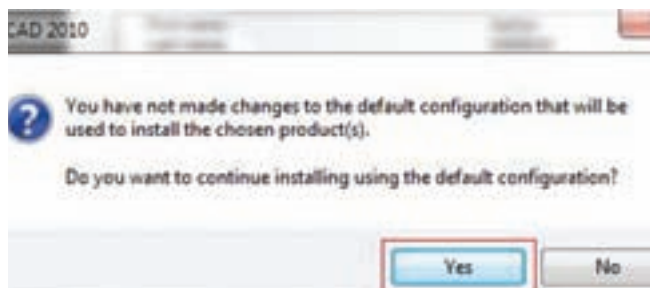 CAD 2010
You have not made changes to the default configuration that will be
used to install the chosen product(s).
Do you want to continue installing using the default configuration?
Yes
No